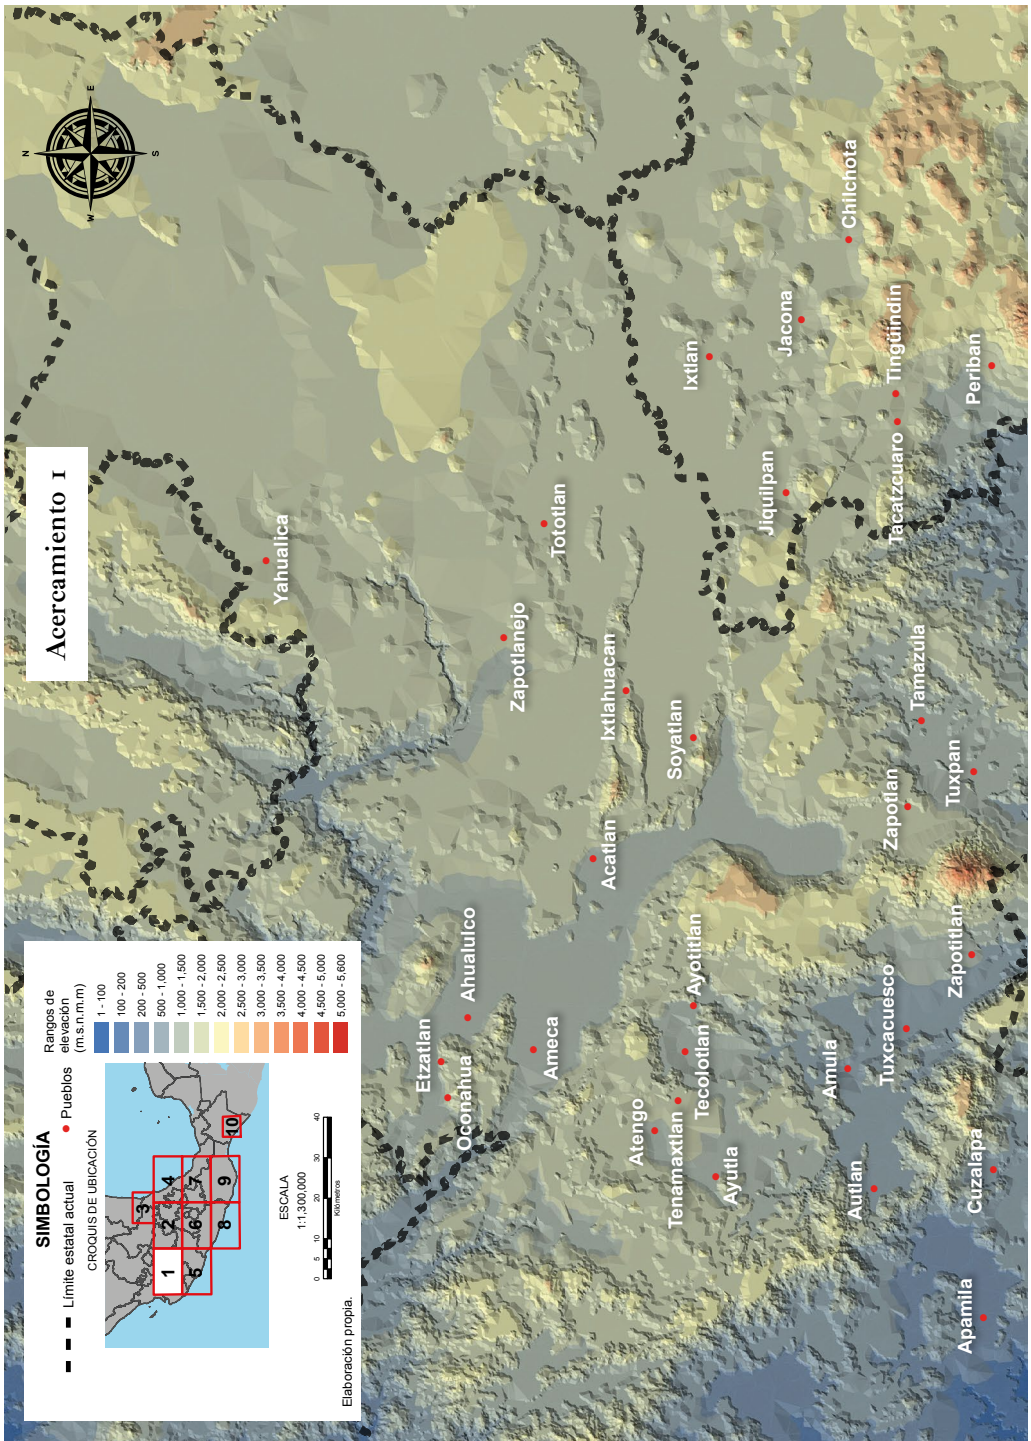 Acercamiento 1
N
E
S
W
SIMBOLOGÍA
Límite estatal actual
Pueblos
CROQUIS DE UBICACIÓN
1
2
3
4
5
6
7
8
9
10
Rangos de
elevación
(m.s.n.m.m)
1 - 100
100 - 200
200 - 500
500 - 1,000
1,000 - 1,500
1,500 - 2,000
2,000 - 2,500
2,500 - 3,000
3,000 - 3,500
3,500 - 4,000
4,000 - 4,500
4,500 - 5,000
5,000 - 5,600
ESCALA
1:1,300,000
0 5 10 20 30 40
Kilómetros
Elaboración propia.
Yahualica
Zapotlanejo
Tototlan
Etzatlan
Ahualulco
Oconahua
Ameca
Acatlan
Ixtlahuacan
Soyatlan
Ixtlan
Jacona
Jiquilpan
Chilchota
Atengo
Tenamaxtlan
Tecolotlan
Ayotitlan
Ayutla
Tingüindin
Tacatzcuaro
Periban
Amula
Autlan
Tuxcacuesco
Zapotlan
Tamazula
Tuxpan
Zapotitlan
Cuzalapa
Apamila